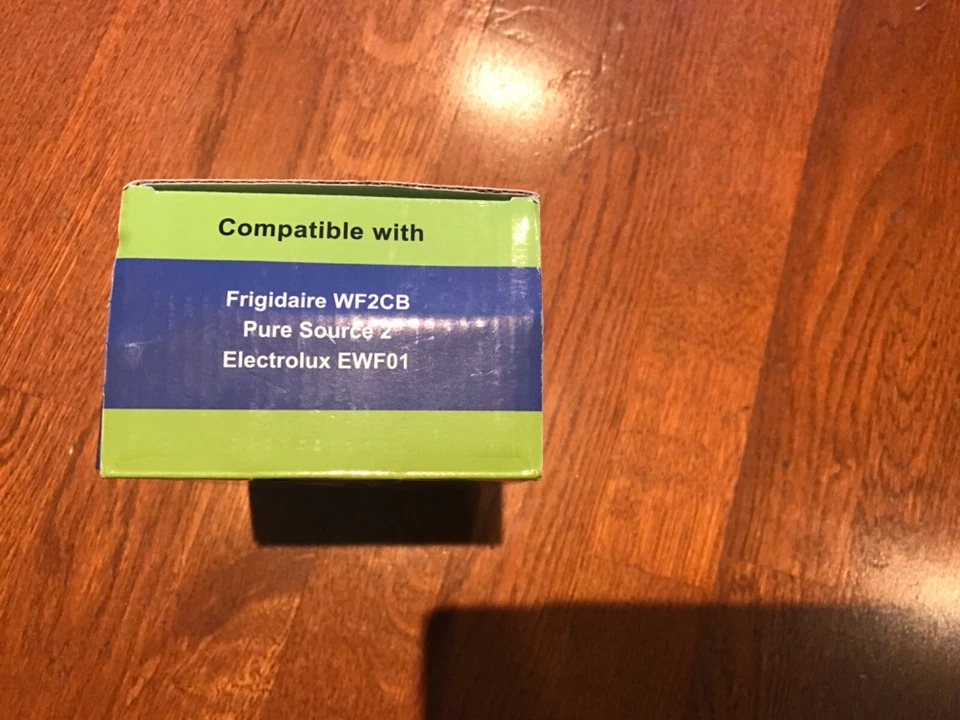 Compatible with
Frigidaire WF2CB
Pure Source 2
Electrolux EWF01